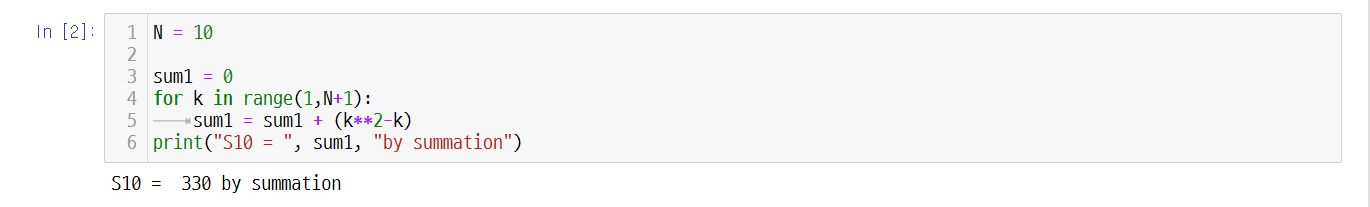 In [2]:
1 N = 10
2
3 sum1 = 0
4 for k in range(1,N+1):
5 sum1 = sum1 + (k**2-k)
6 print("S10 = ", sum1, "by summation")
S10 =  330 by summation